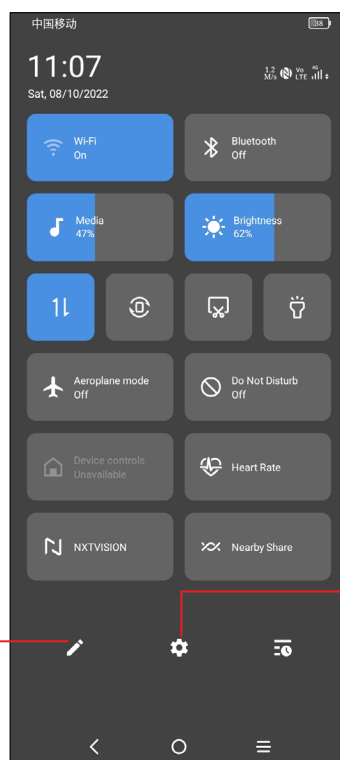 中国移动
38
11:07
Sat, 08/10/2022
1.2 M/s Vo LTE 4G
Wi-Fi
On
Bluetooth
Off
Media
47%
Brightness
62%
Aeroplane mode
Off
Do Not Disturb
Off
Device controls
Unavailable
Heart Rate
NXTVISION
Nearby Share